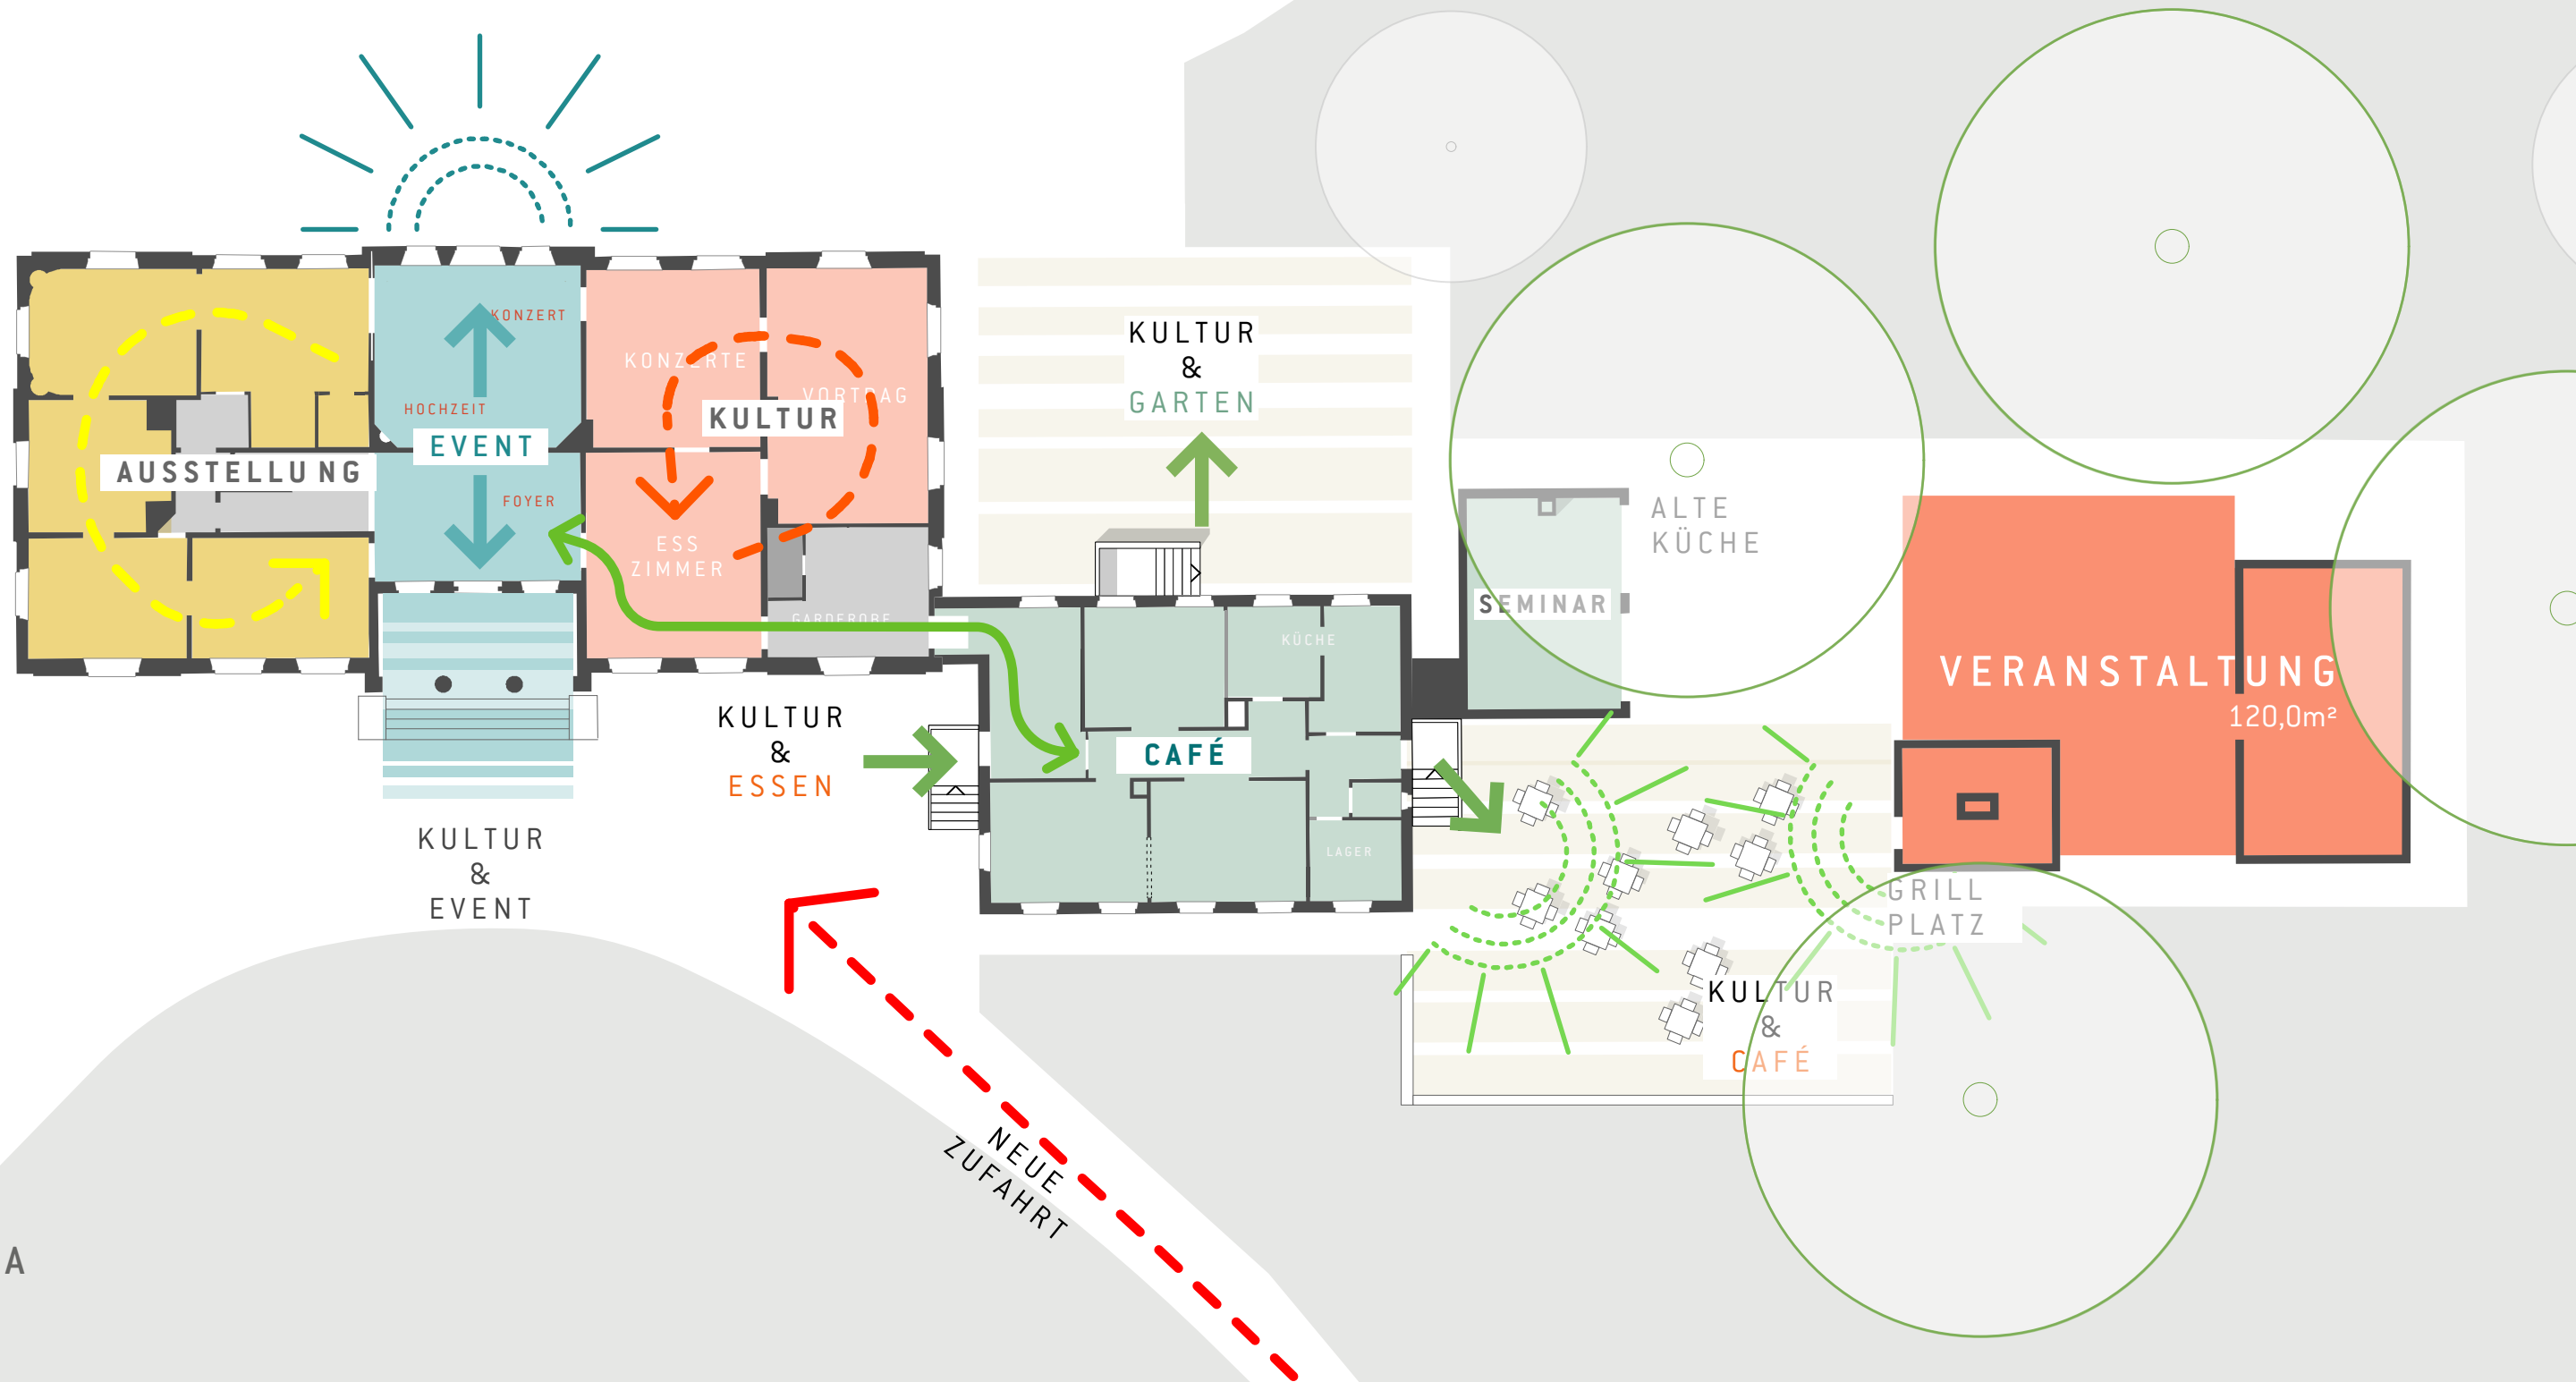 KONZERT
HOCHZEIT
EVENT
FOYER
AUSSTELLUNG
KONZERTE
VORTRAG
KULTUR
ESS
ZIMMER
GARDEROBE
KULTUR
&
GARTEN
KULTUR
&
EVENT
KULTUR
&
ESSEN
CAFÉ
KÜCHE
LAGER
ALTE
KÜCHE
SEMINAR
VERANSTALTUNG
120,0m²
GRILL
PLATZ
KULTUR
&
CAFÉ
NEUE
ZUFAHRT
A